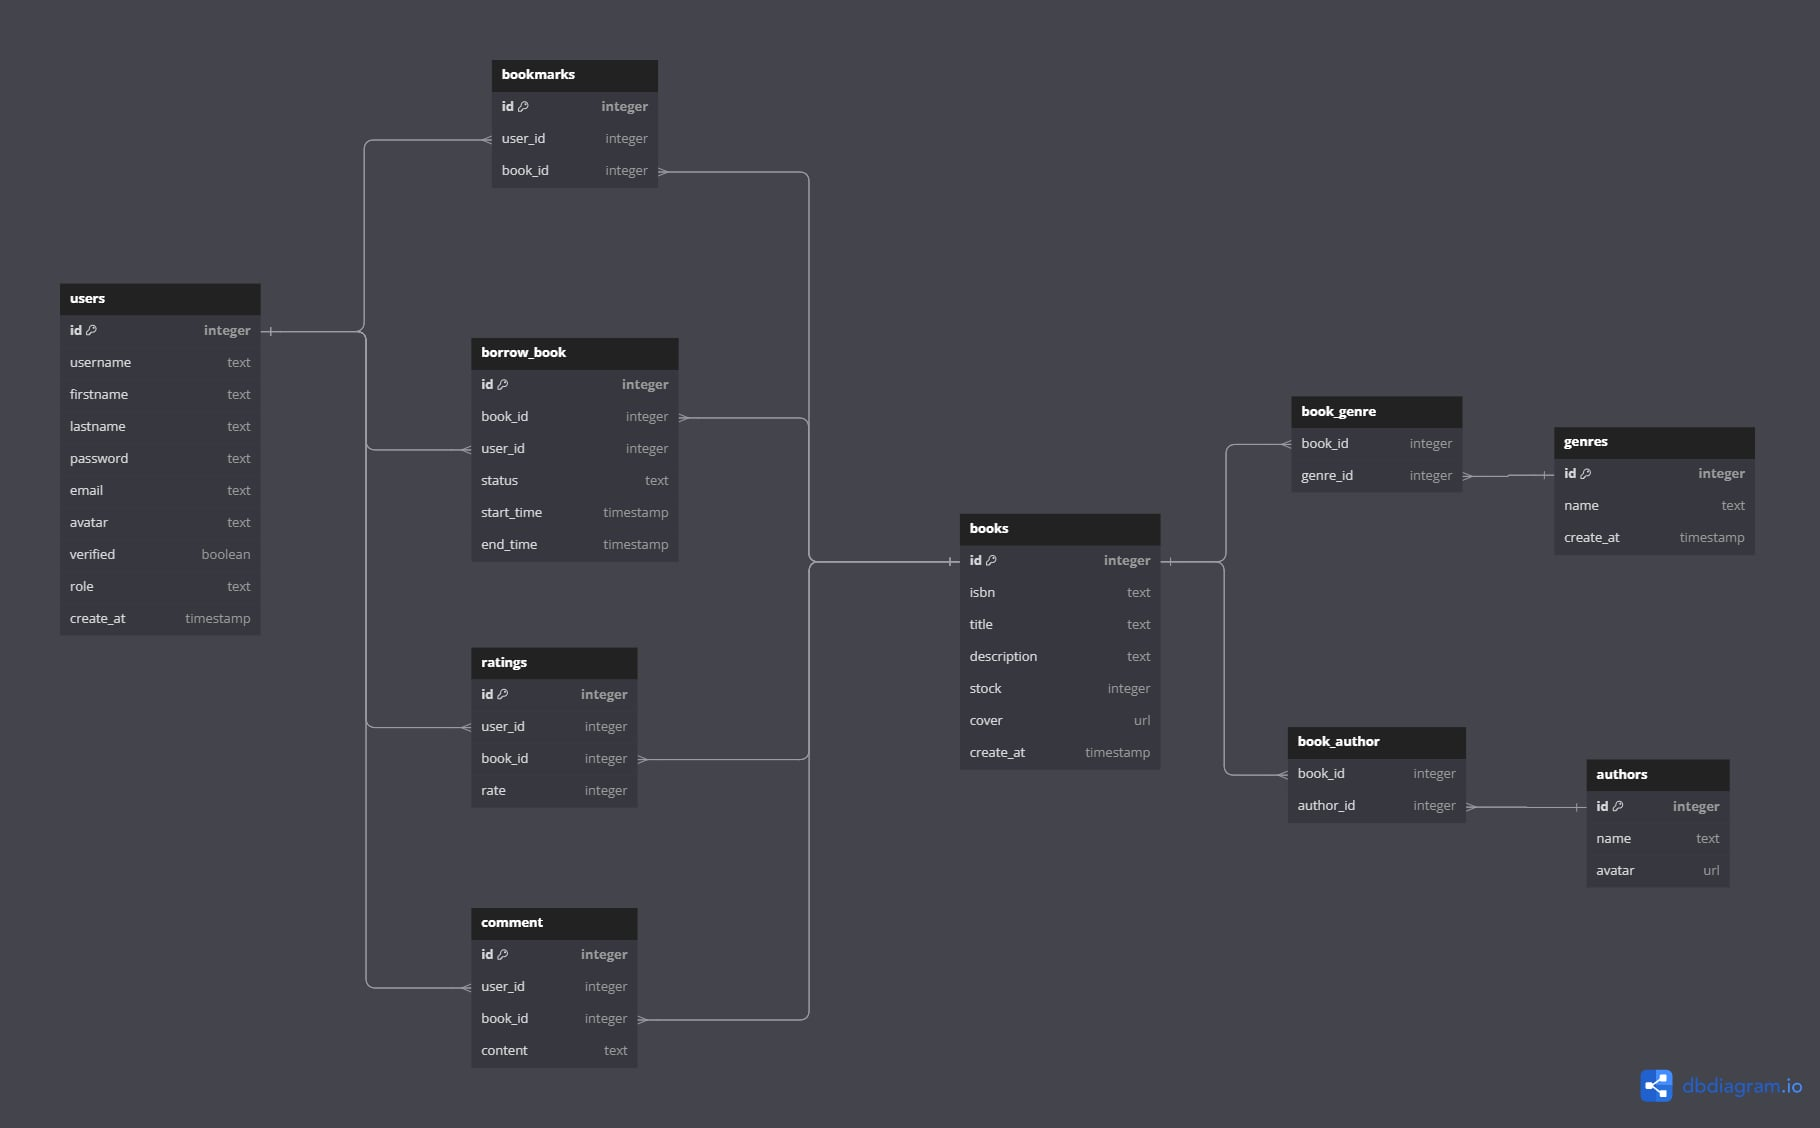 bookmarks
id integer
user_id integer
book_id integer
users
id integer
username text
firstname text
lastname text
password text
email text
avatar text
verified boolean
role text
create_at timestamp
borrow_book
id integer
book_id integer
user_id integer
status text
start_time timestamp
end_time timestamp
ratings
id integer
user_id integer
book_id integer
rate integer
comment
id integer
user_id integer
book_id integer
content text
books
id integer
isbn text
title text
description text
stock integer
cover url
create_at timestamp
book_genre
book_id integer
genre_id integer
genres
id integer
name text
create_at timestamp
book_author
book_id integer
author_id integer
authors
id integer
name text
avatar url
dbdiagram.io